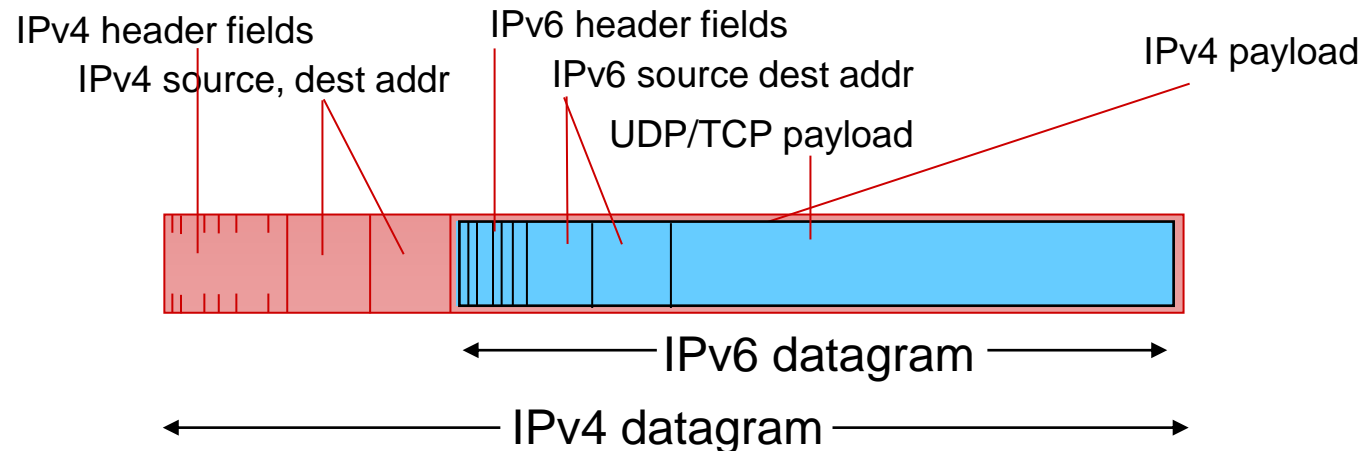 IPv4 header fields
IPv6 header fields
IPv4 payload
IPv4 source, dest addr
IPv6 source dest addr
UDP/TCP payload
IPv6 datagram
IPv4 datagram